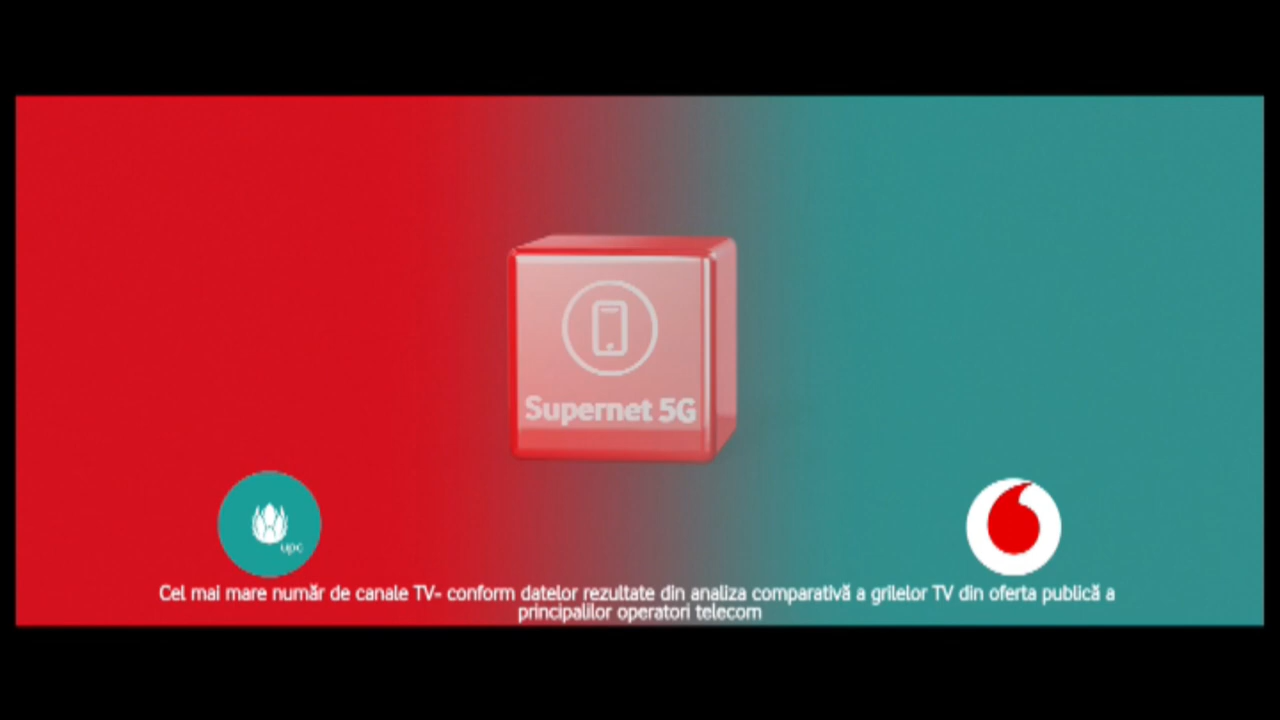 Supernet 5G
upc
Cel mai mare număr de canale TV- conform datelor rezultate din analiza comparativă a grilelor TV din oferta publică a
principalilor operatori telecom